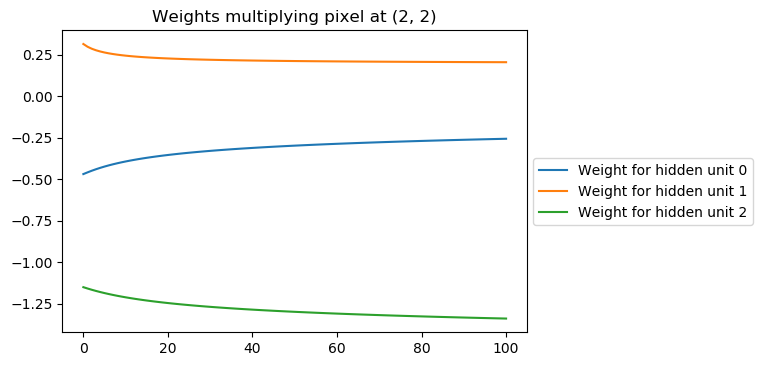 Weights multiplying pixel at (2, 2)
0.25
0.00
−0.25
−0.50
−0.75
−1.00
−1.25
0 20 40 60 80 100
Weight for hidden unit 0
Weight for hidden unit 1
Weight for hidden unit 2